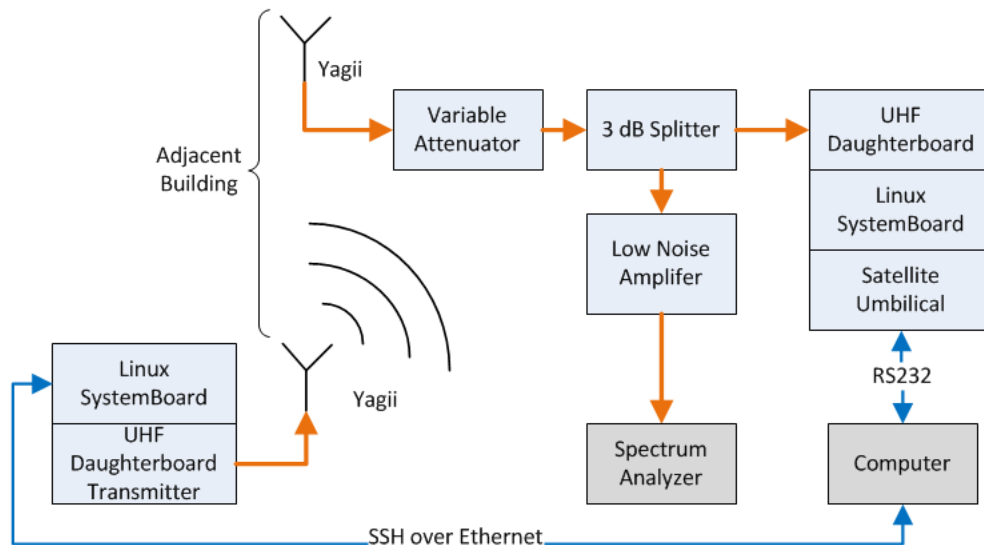 Yagii
Adjacent
Building
Variable
Attenuator
3 dB Splitter
UHF
Daughterboard
Linux
SystemBoard
Satellite
Umbilical
Low Noise
Amplifer
Yagii
Linux
SystemBoard
UHF
Daughterboard
Transmitter
RS232
Spectrum
Analyzer
Computer
SSH over Ethernet